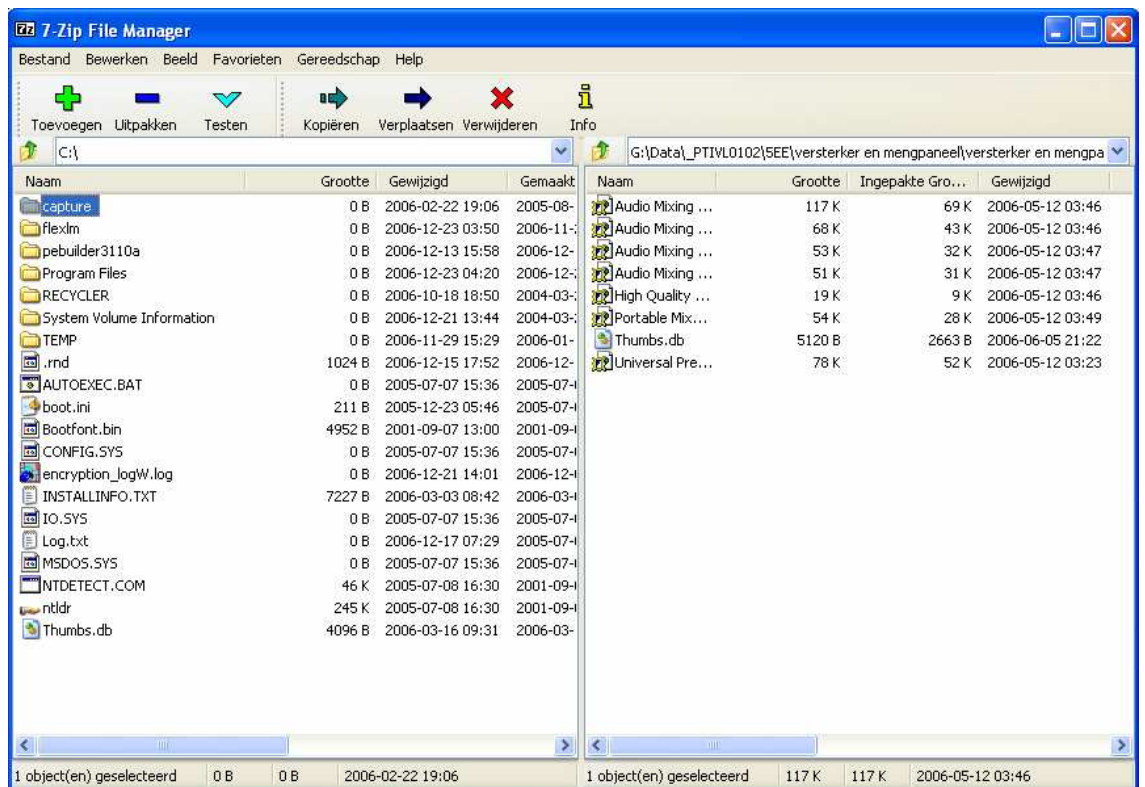 7-Zip File Manager
Bestand Bewerken Beeld Favorieten Gereedschap Help
Toevoegen Uitpakken Testen Kopiëren Verplaatsen Verwijderen Info
C:\
Naam Grootte Gewijzigd Gemaakt
capture 0 B 2006-02-22 19:06 2005-08-
flexlm 0 B 2006-12-23 03:50 2006-11-
pebuilder3110a 0 B 2006-12-13 15:58 2006-12-
Program Files 0 B 2006-12-23 04:20 2006-12-
RECYCLER 0 B 2006-10-18 18:50 2004-03-
System Volume Information 0 B 2006-12-21 13:44 2004-03-
TEMP 0 B 2006-11-29 15:29 2006-01-
.rnd 1024 B 2006-12-15 17:52 2006-12-
AUTOEXEC.BAT 0 B 2005-07-07 15:36 2005-07-
boot.ini 211 B 2005-12-23 05:46 2005-07-
Bootfont.bin 4952 B 2001-09-07 13:00 2001-09-
CONFIG.SYS 0 B 2005-07-07 15:36 2005-07-
encryption_logW.log 0 B 2006-12-21 14:01 2006-12-
INSTALLINFO.TXT 7227 B 2006-03-03 08:42 2006-03-
IO.SYS 0 B 2005-07-07 15:36 2005-07-
Log.txt 0 B 2006-12-17 07:29 2006-03-
MSDOS.SYS 0 B 2005-07-07 15:36 2005-07-
NTDETECT.COM 46 K 2005-07-08 16:30 2001-09-
ntldr 245 K 2005-07-08 16:30 2001-09-
Thumbs.db 4096 B 2006-03-16 09:31 2006-03-
1 object(en) geselecteerd 0 B 0 B 2006-02-22 19:06
G:\Data\_PTIVL0102\5EE\versterker en mengpaneel\versterker en mengpa
Naam Grootte Ingepakte Gro... Gewijzigd
Audio Mixing ... 117 K 69 K 2006-05-12 03:46
Audio Mixing ... 68 K 43 K 2006-05-12 03:46
Audio Mixing ... 53 K 32 K 2006-05-12 03:47
Audio Mixing ... 51 K 31 K 2006-05-12 03:47
High Quality ... 19 K 9 K 2006-05-12 03:46
Portable Mix... 54 K 28 K 2006-05-12 03:49
Thumbs.db 5120 B 2663 B 2006-06-05 21:22
Universal Pre... 78 K 52 K 2006-05-12 03:23
1 object(en) geselecteerd 117 K 117 K 2006-05-12 03:46